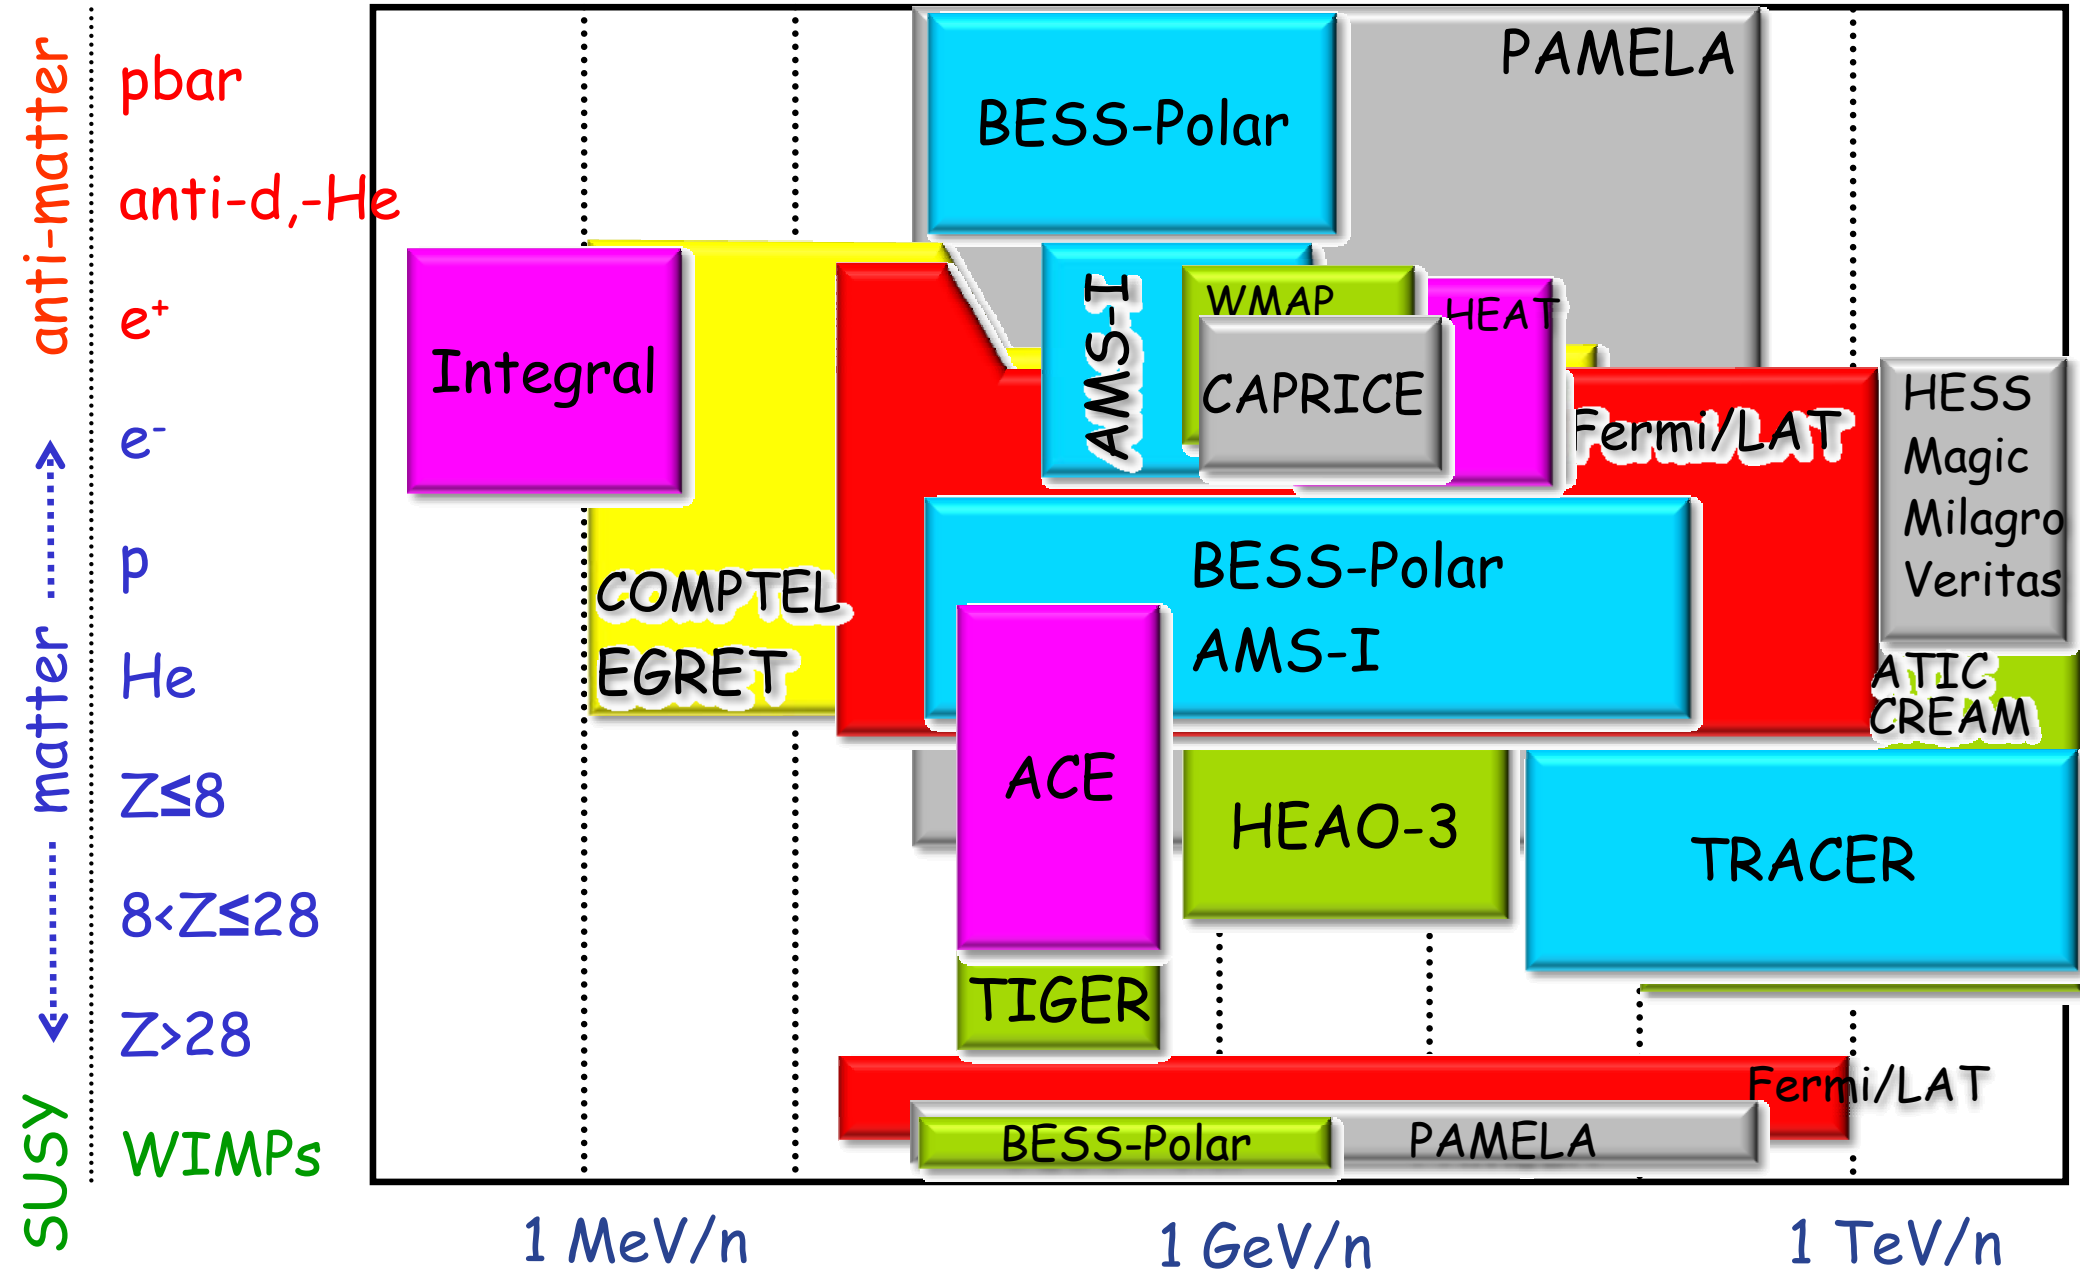 anti-matter
matter
SUSY
pbar
anti-d,-He
e⁺
e⁻
p
He
Z≤8
8<Z≤28
Z>28
WIMPs
PAMELA
BESS-Polar
Integral
AMS-I
WMAP
HEAT
CAPRICE
Fermi/LAT
HESS
Magic
Milagro
Veritas
COMPTEL
EGRET
BESS-Polar
AMS-I
ATIC
CREAM
ACE
HEAO-3
TRACER
TIGER
Fermi/LAT
BESS-Polar
PAMELA
1 MeV/n
1 GeV/n
1 TeV/n